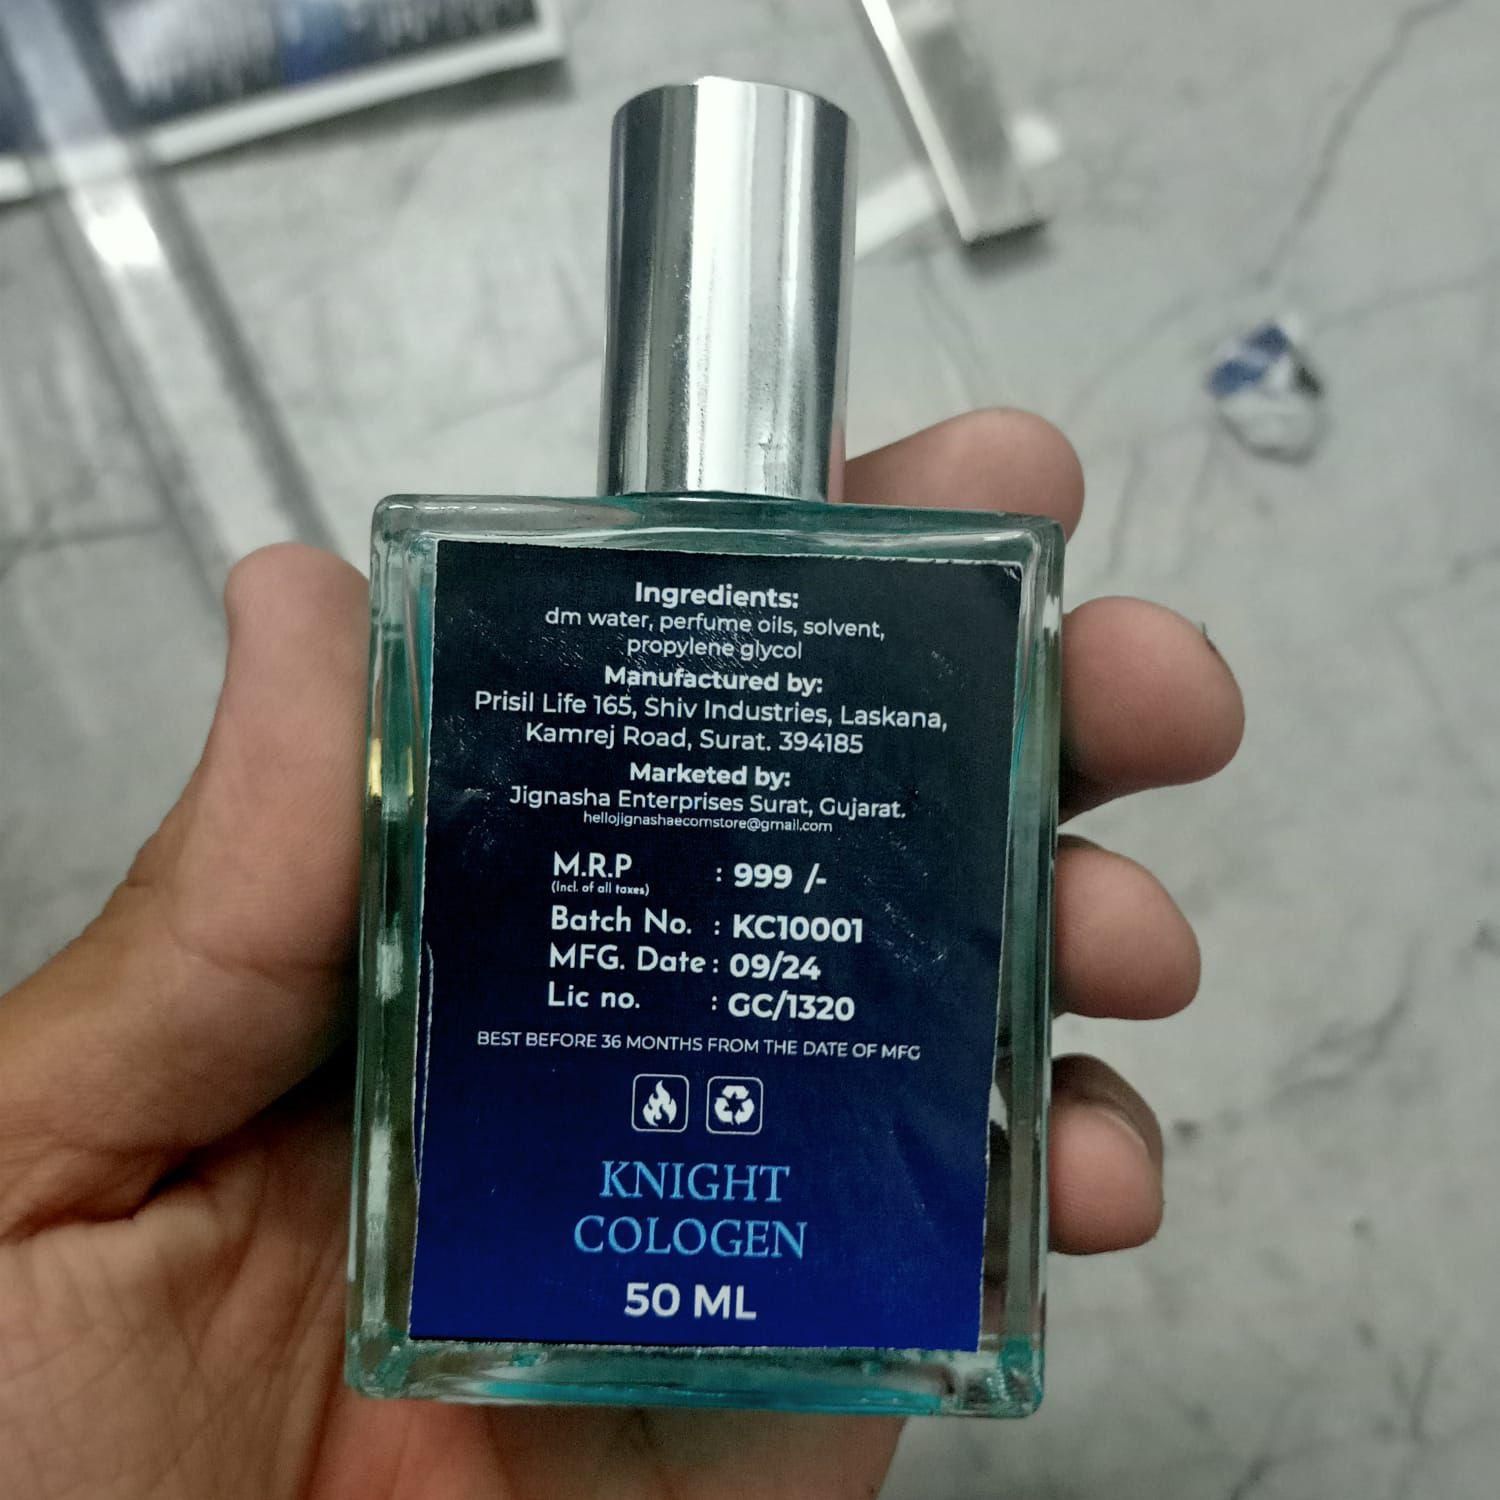 Ingredients:
dm water, perfume oils, solvent,
propylene glycol
Manufactured by:
Prisil Life 165, Shiv Industries, Laskana,
Kamrej Road, Surat. 394185
Marketed by:
Jignasha Enterprises Surat, Gujarat.
hellojignashaecomstore@gmail.com
M.R.P : 999 /-
(Incl. of all taxes)
Batch No. : KC10001
MFG. Date : 09/24
Lic no. : GC/1320
BEST BEFORE 36 MONTHS FROM THE DATE OF MFG
KNIGHT
COLOGEN
50 ML